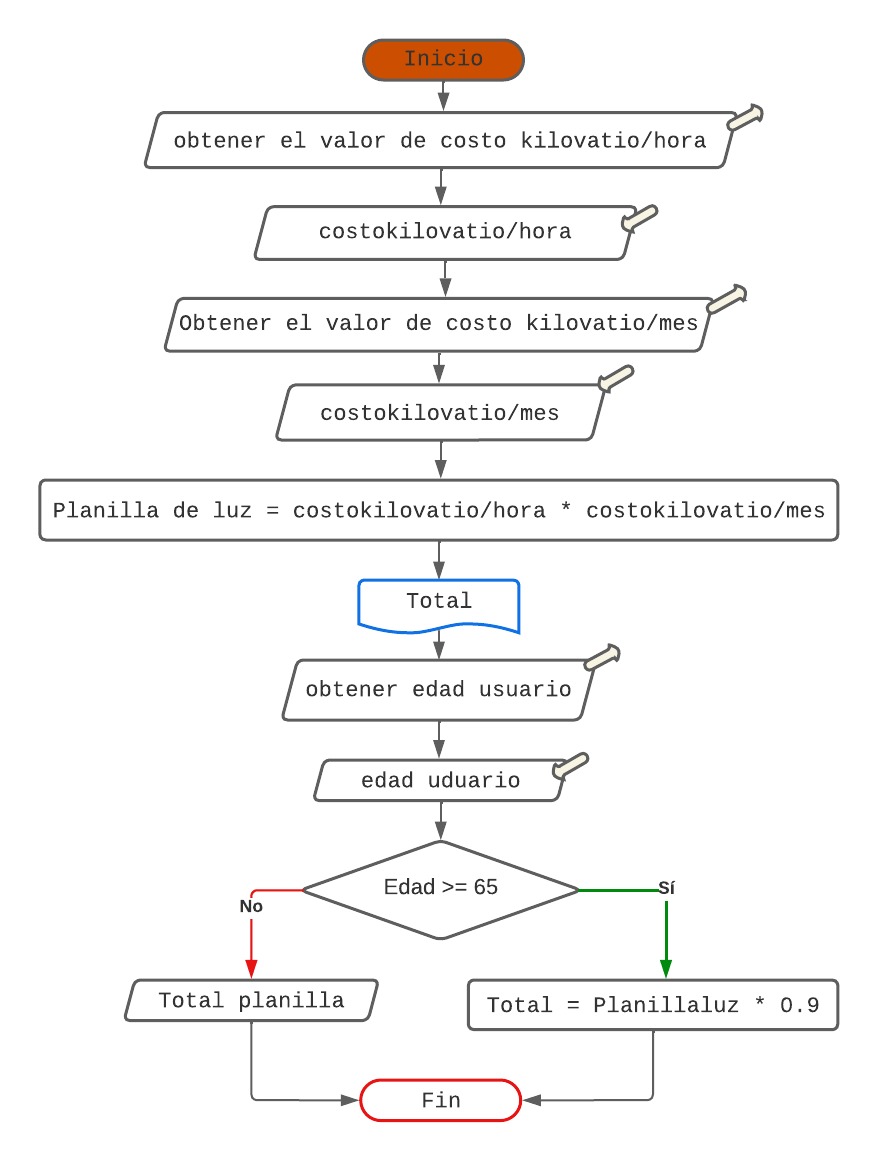 Inicio
obtener el valor de costo kilovatio/hora
costokilovatio/hora
Obtener el valor de costo kilovatio/mes
costokilovatio/mes
Planilla de luz = costokilovatio/hora * costokilovatio/mes
Total
obtener edad usuario
edad uduario
Edad >= 65
No
Sí
Total planilla
Total = Planillaluz * 0.9
Fin